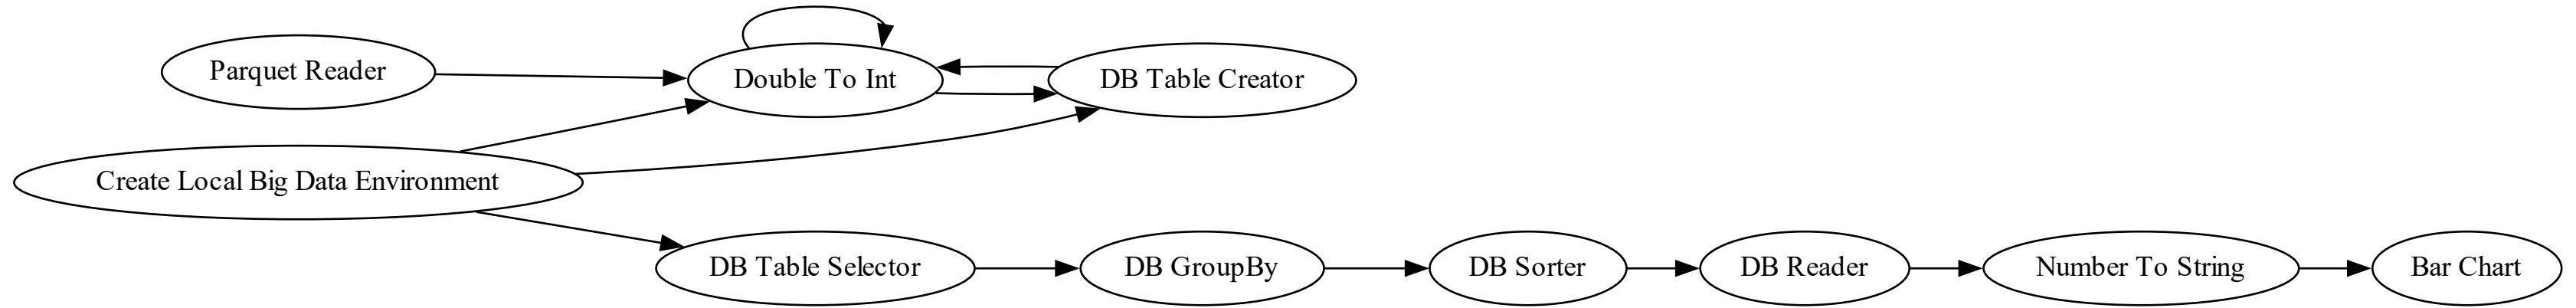 Parquet Reader
Double To Int
DB Table Creator
Create Local Big Data Environment
DB Table Selector
DB GroupBy
DB Sorter
DB Reader
Number To String
Bar Chart